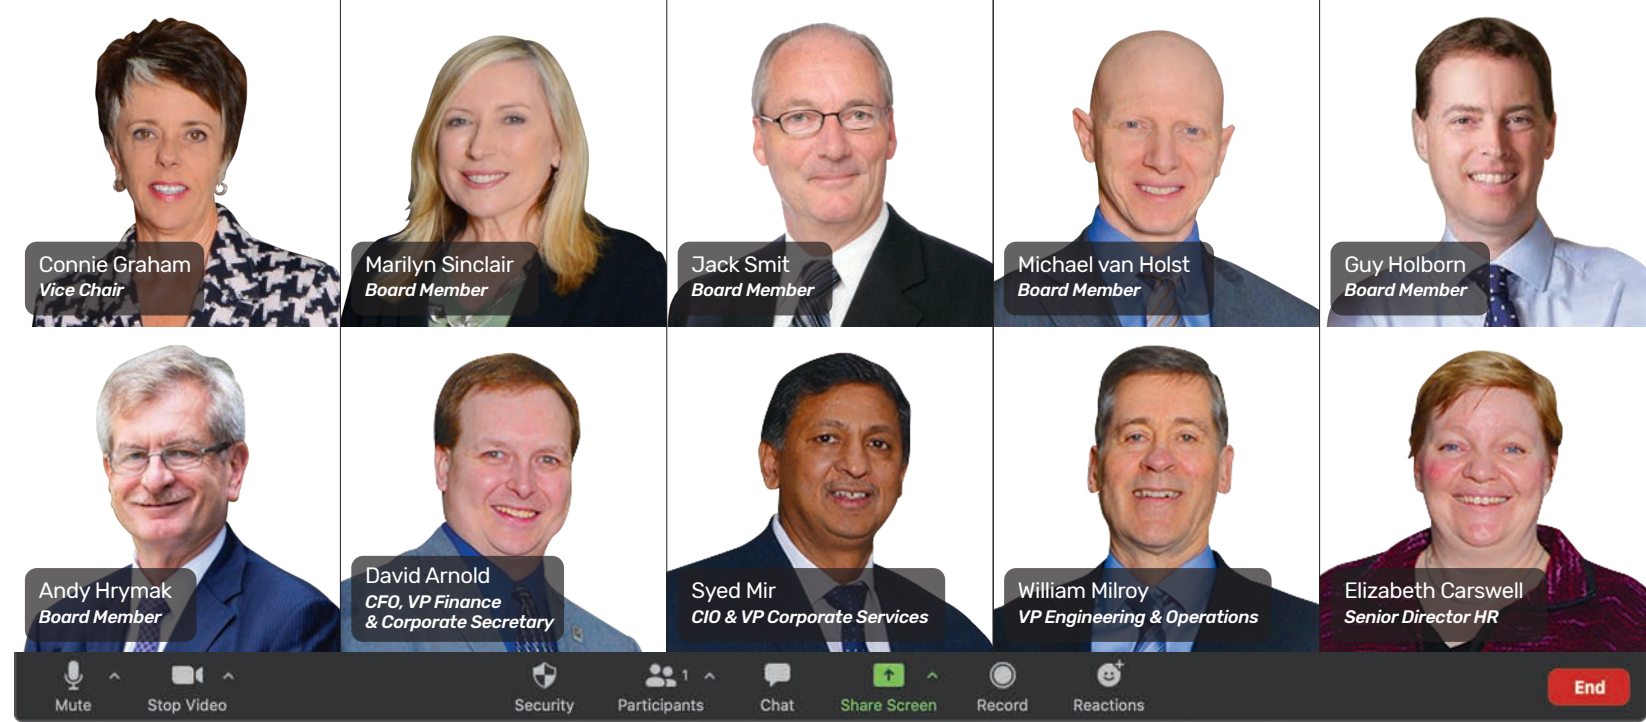 Connie Graham
Vice Chair
Marilyn Sinclair
Board Member
Jack Smit
Board Member
Michael van Holst
Board Member
Guy Holborn
Board Member
Andy Hrymak
Board Member
David Arnold
CFO, VP Finance
& Corporate Secretary
Syed Mir
CIO & VP Corporate Services
William Milroy
VP Engineering & Operations
Elizabeth Carswell
Senior Director HR
Mute
Stop Video
Security
Participants
1
Chat
Share Screen
Record
Reactions
End